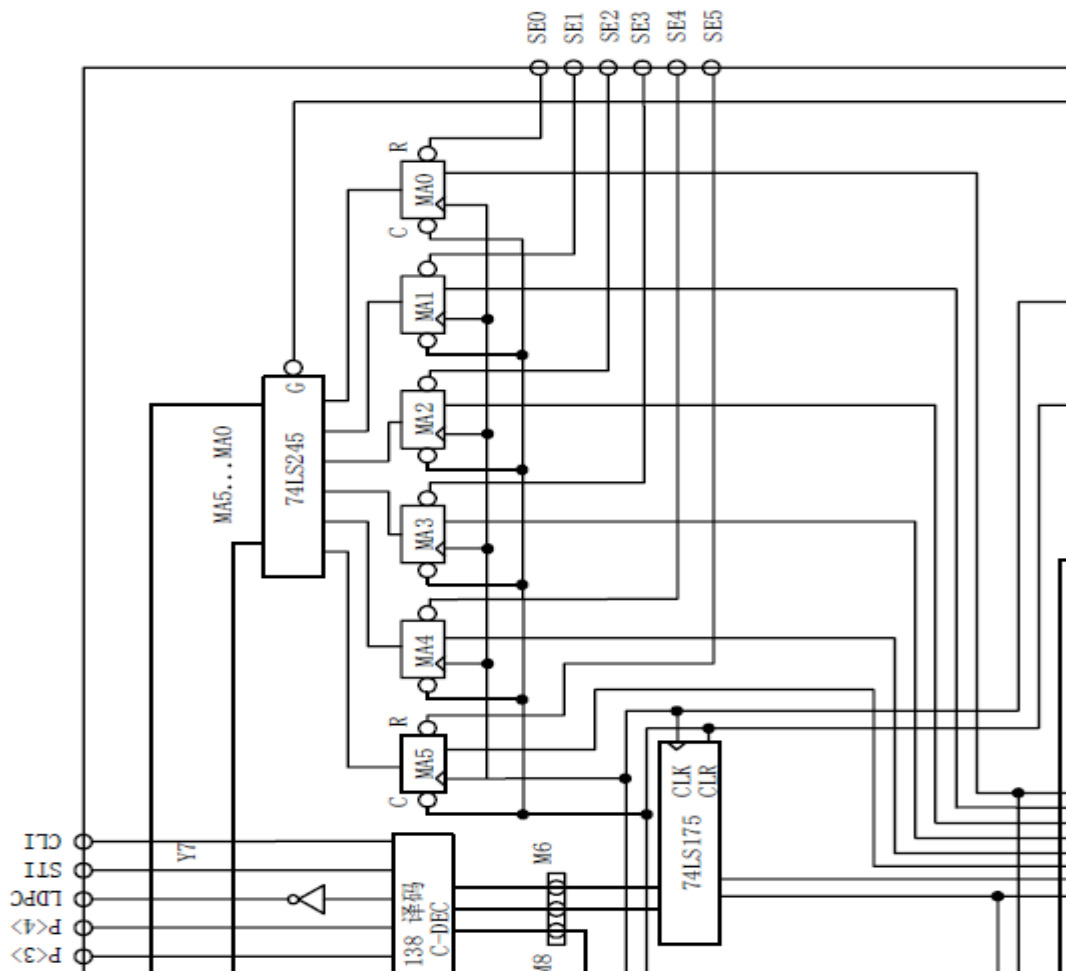 SE0
SE1
SE2
SE3
SE4
SE5
R
MA0
C
MA1
G
MA2
MA5...MA0
74LS245
MA3
MA4
R
MA5
C
CLK
CLR
74LS175
CLI
STI
LDPC
P<4>
P<3>
Y7
138 译码
C-DEC
M6
M8